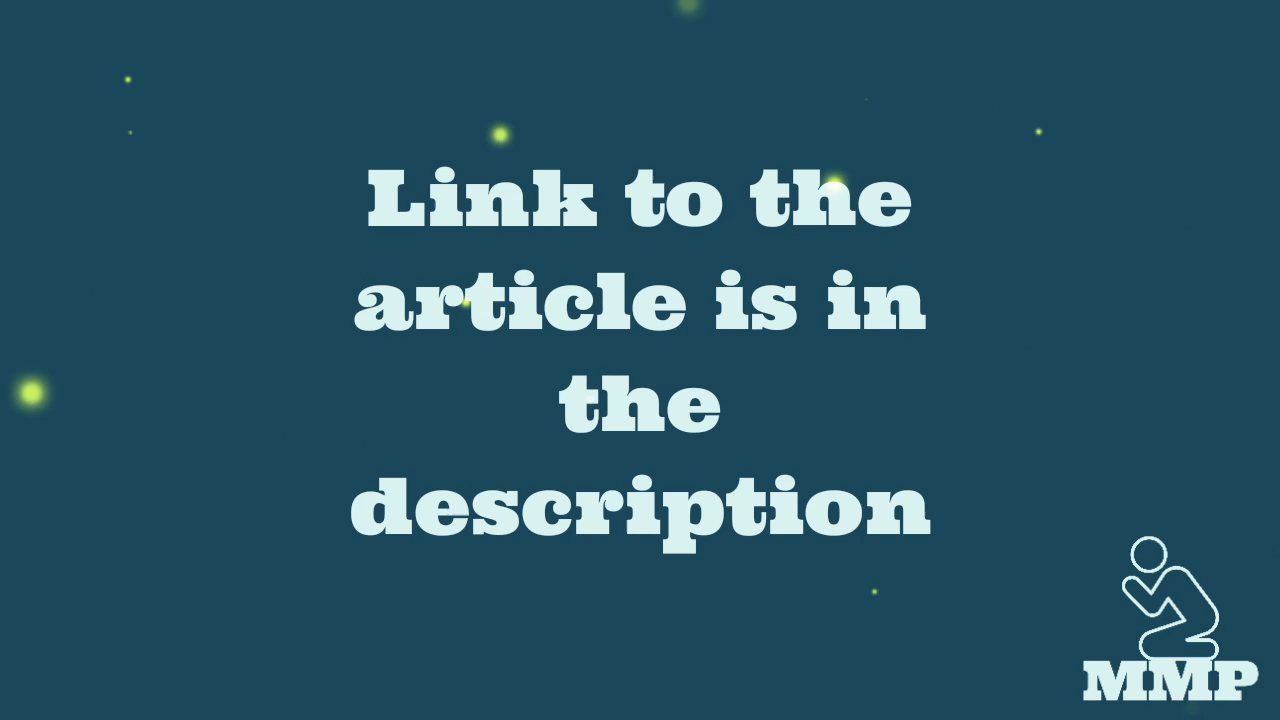 Link to the
article is in
the
description
MMP